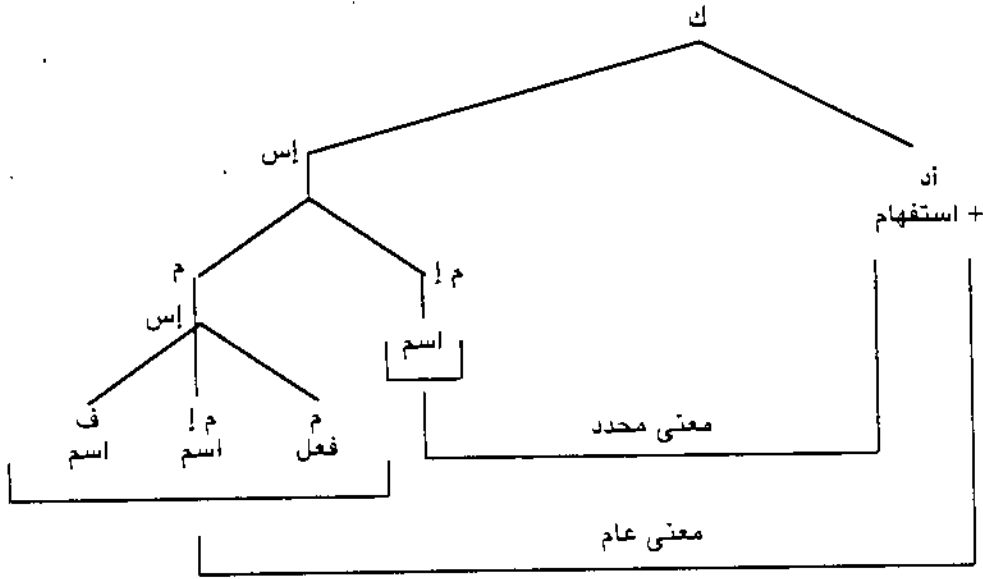 ك
إس
أد
+ استفهام
م إ
م
اسم
إس
م
م إ
ف
فعل
اسم
اسم
معنى محدد
معنى عام